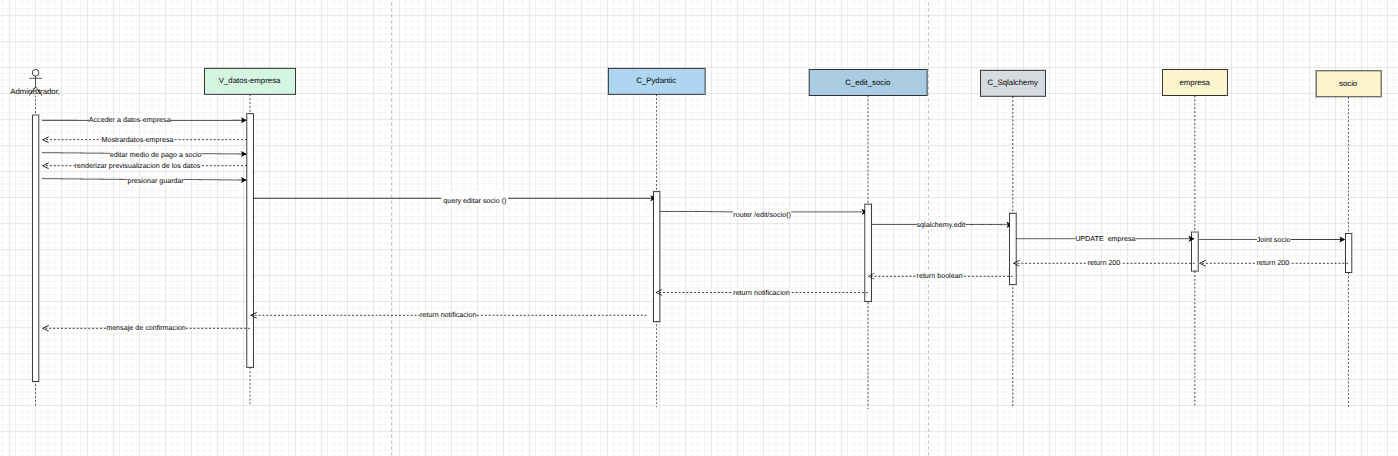 Administrador,
V_datos-empresa
C_Pydantic
C_edit_socio
C_Sqlalchemy
empresa
socio
Acceder a datos-empresa
Mostrardatos-empresa
editar medio de pago a socio
renderizar previsualizacion de los datos
presionar guardar
query editar socio ()
router /edit/socio()
sqlalchemy.edit
UPDATE empresa
Joint socio
return 200
return 200
return boolean
return notificacion
return notificacion
mensaje de confirmacion